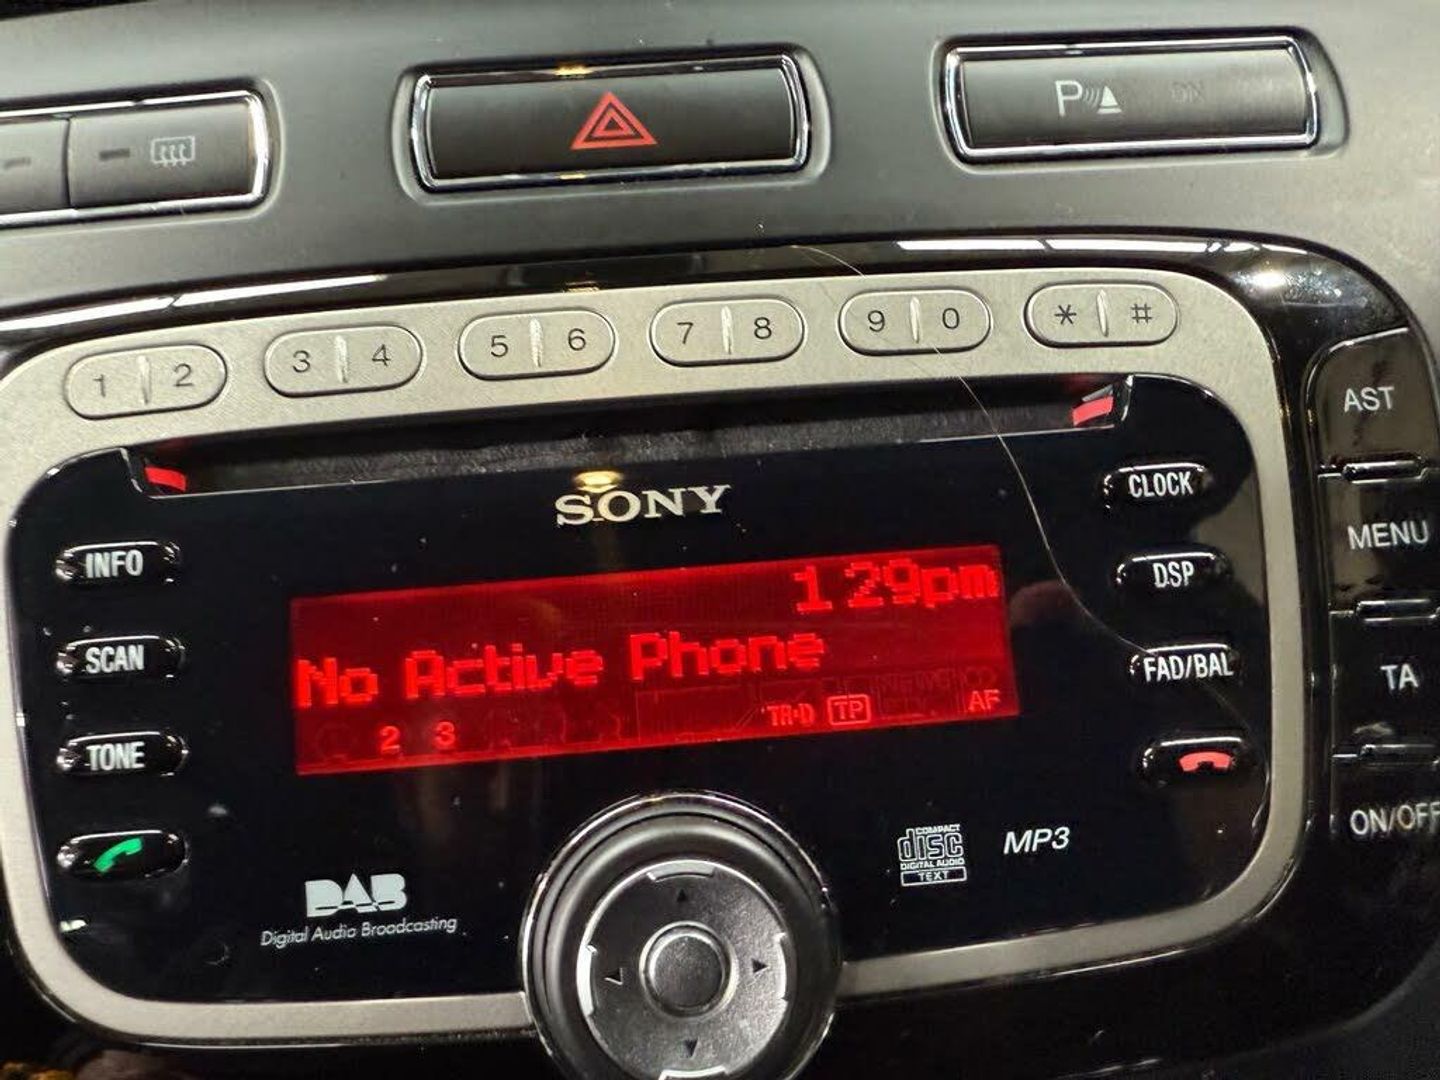 P
1 2
3 4
5 6
7 8
9 0
* #
AST
SONY
CLOCK
INFO
DSP
MENU
1 29pm
No Active Phone
SCAN
FAD/BAL
TA
2 3 TA-D TP AF
TONE
ON/OFF
DAB
Digital Audio Broadcasting
COMPACT
disc
DIGITAL AUDIO
TEXT
MP3